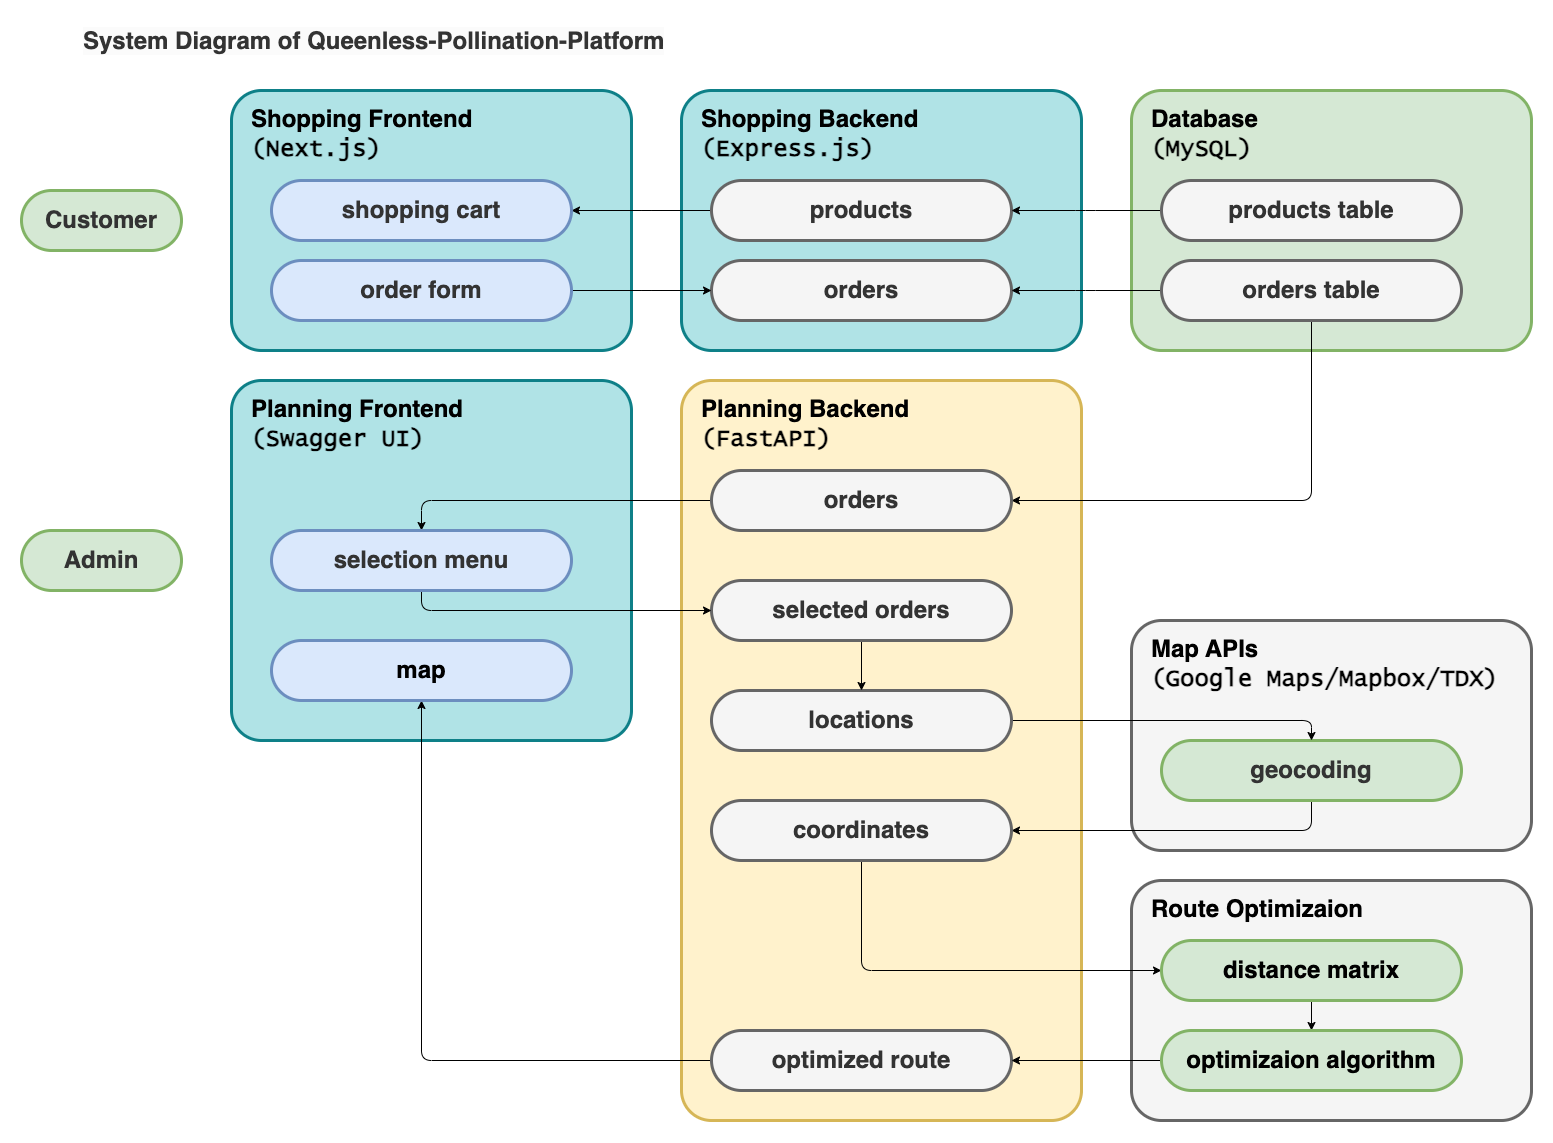 System Diagram of Queenless-Pollination-Platform
Shopping Frontend
(Next.js)
shopping cart
order form
Shopping Backend
(Express.js)
products
orders
Database
(MySQL)
products table
orders table
Customer
Planning Frontend
(Swagger UI)
selection menu
map
Planning Backend
(FastAPI)
orders
selected orders
locations
coordinates
optimized route
Admin
Map APIs
(Google Maps/Mapbox/TDX)
geocoding
Route Optimizaion
distance matrix
optimizaion algorithm